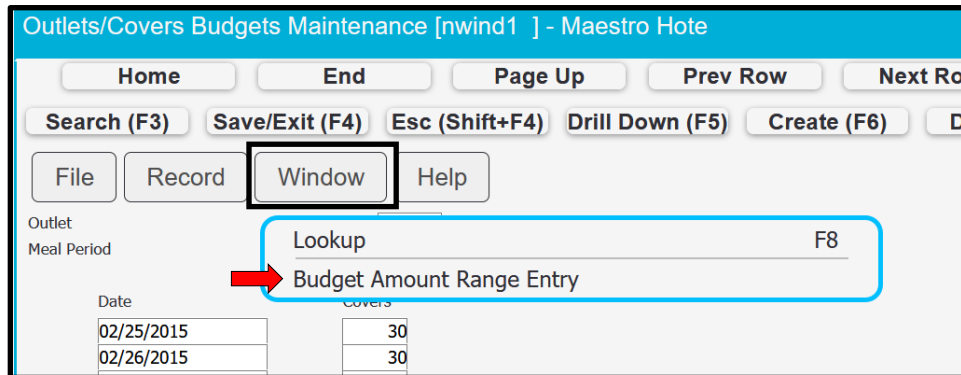 Outlets/Covers Budgets Maintenance [nwind1 ] - Maestro Hote
Home End Page Up Prev Row Next Ro
Search (F3) Save/Exit (F4) Esc (Shift+F4) Drill Down (F5) Create (F6) D
File Record Window Help
Outlet
Meal Period
Lookup F8
Budget Amount Range Entry
Date Covers
02/25/2015 30
02/26/2015 30